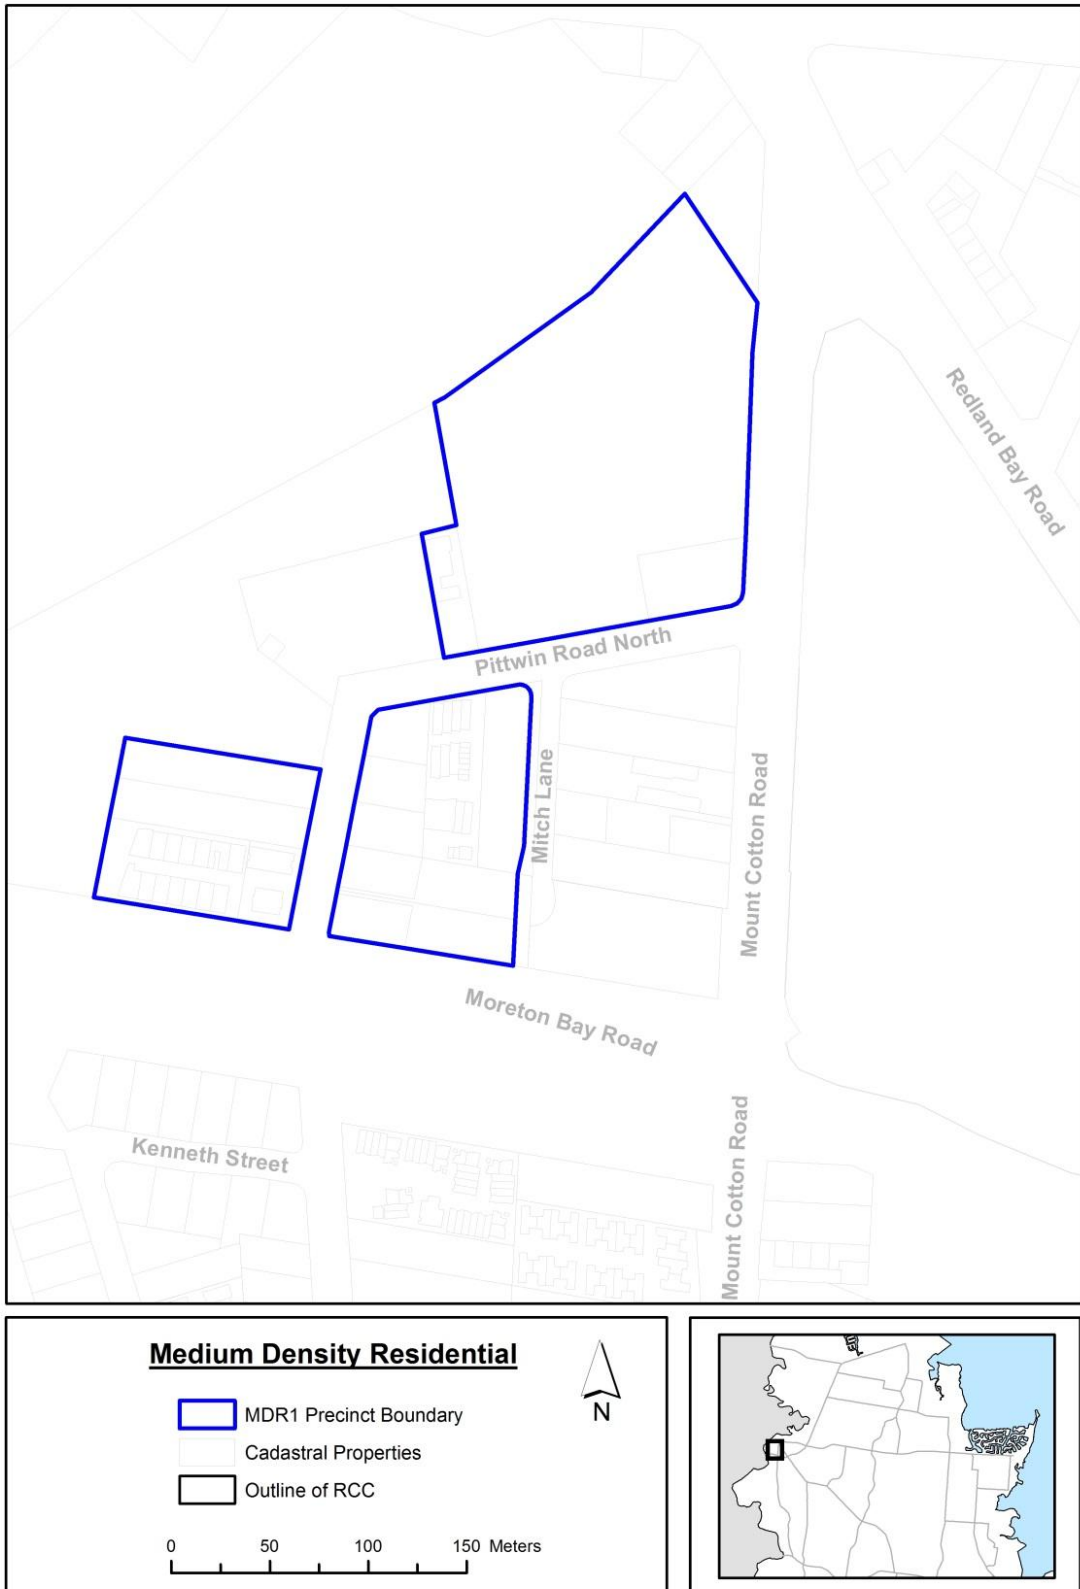 Redland Bay Road
Pittwin Road North
Mitch Lane
Mount Cotton Road
Moreton Bay Road
Mount Cotton Road
Kenneth Street
Medium Density Residential
MDR1 Precinct Boundary
Cadastral Properties
Outline of RCC
N
0 50 100 150 Meters